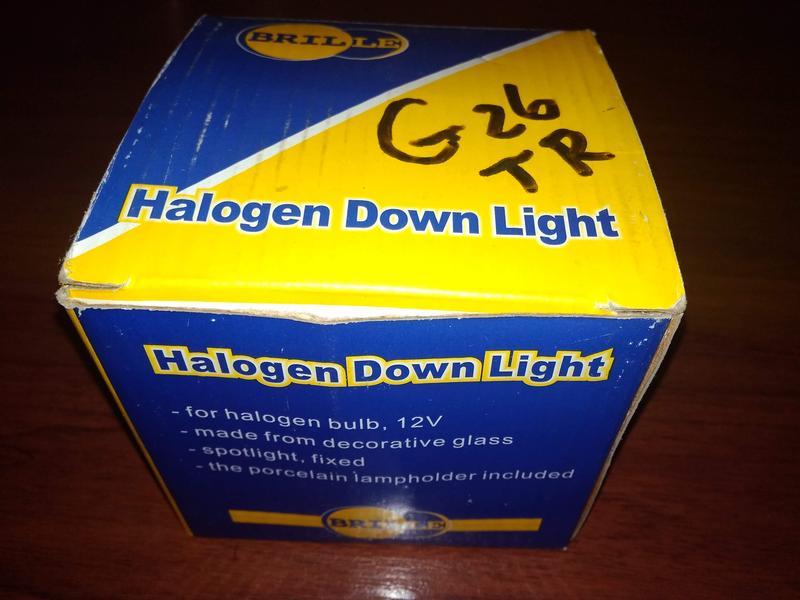 BRILLE
G26
TR
Halogen Down Light
Halogen Down Light
- for halogen bulb, 12V
- made from decorative glass
- spotlight, fixed
- the porcelain lampholder included
BRILLE